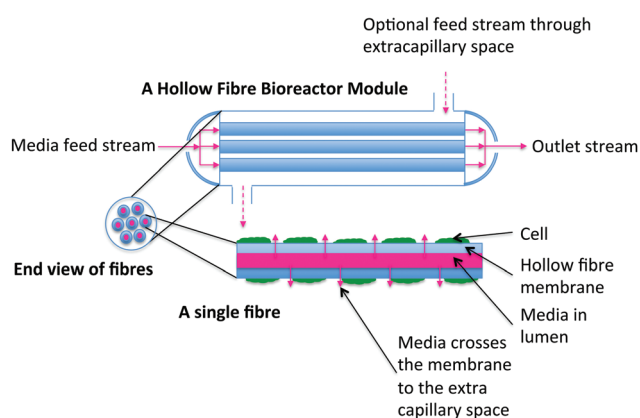 Optional feed stream through
extracapillary space
A Hollow Fibre Bioreactor Module
Media feed stream
Outlet stream
End view of fibres
A single fibre
Cell
Hollow fibre
membrane
Media in
lumen
Media crosses
the membrane
to the extra
capillary space